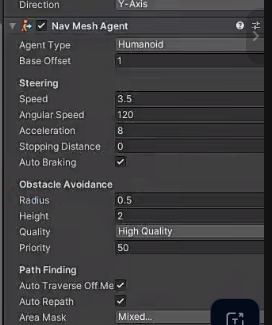 Direction Y-Axis
Nav Mesh Agent
Agent Type Humanoid
Base Offset 1
Steering
Speed 3.5
Angular Speed 120
Acceleration 8
Stopping Distance 0
Auto Braking
Obstacle Avoidance
Radius 0.5
Height 2
Quality High Quality
Priority 50
Path Finding
Auto Traverse Off Me
Auto Repath
Area Mask Mixed...